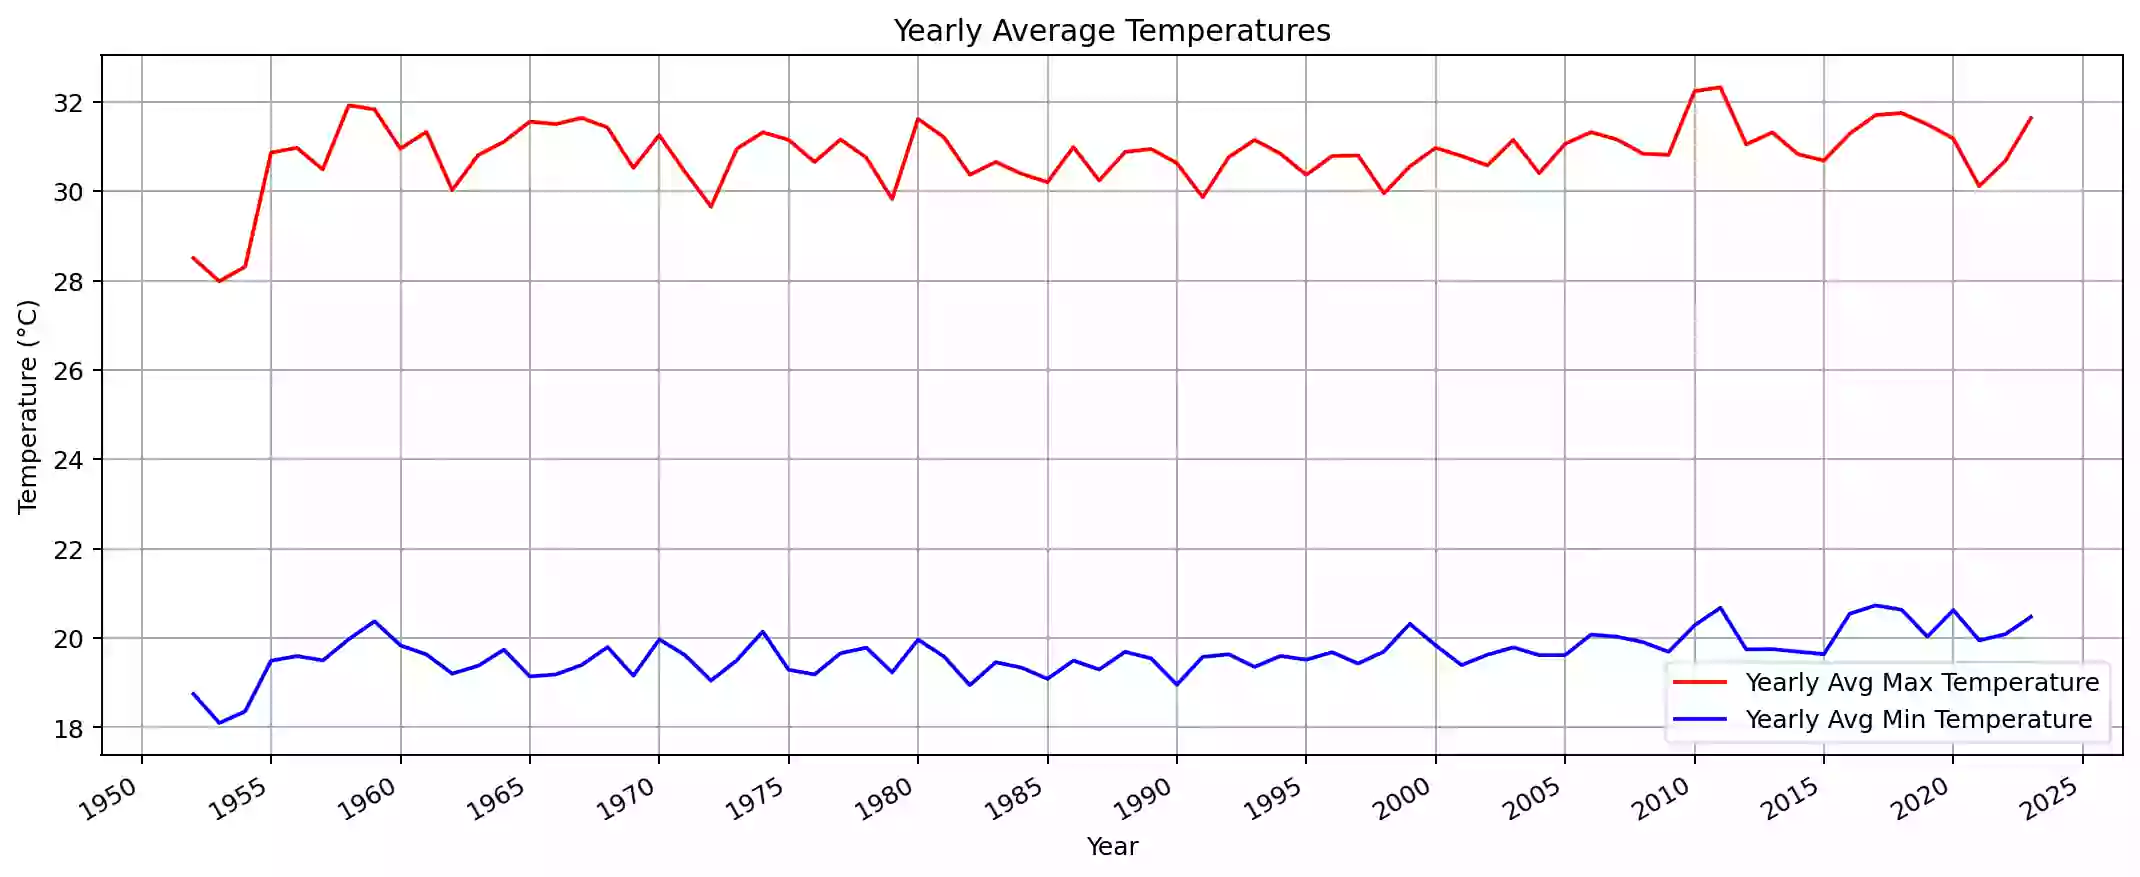 Yearly Average Temperatures
Temperature (°C)
32
30
28
26
24
22
20
18
Yearly Avg Max Temperature
Yearly Avg Min Temperature
1950 1955 1960 1965 1970 1975 1980 1985 1990 1995 2000 2005 2010 2015 2020 2025
Year